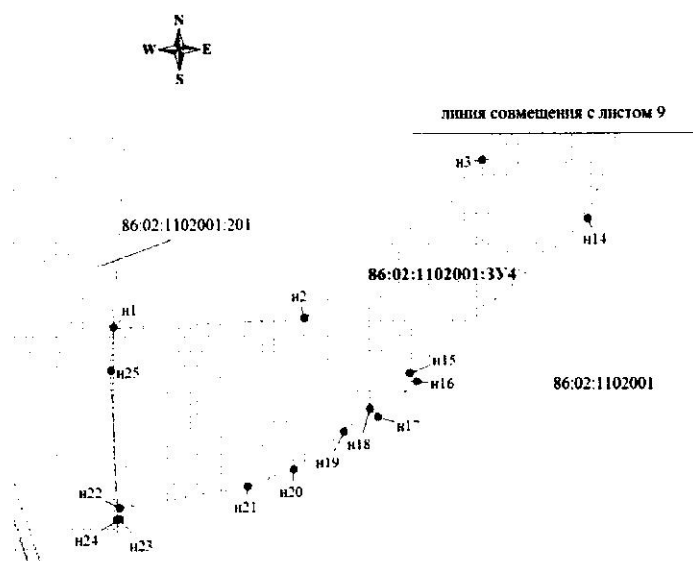 N
W E
S
линия совмещения с листом 9
н3
86:02:1102001:201
н14
86:02:1102001:ЗУ4
н2
н1
н15
н25
н16
86:02:1102001
н17
н18
н19
н20
н22
н21
н24
н23